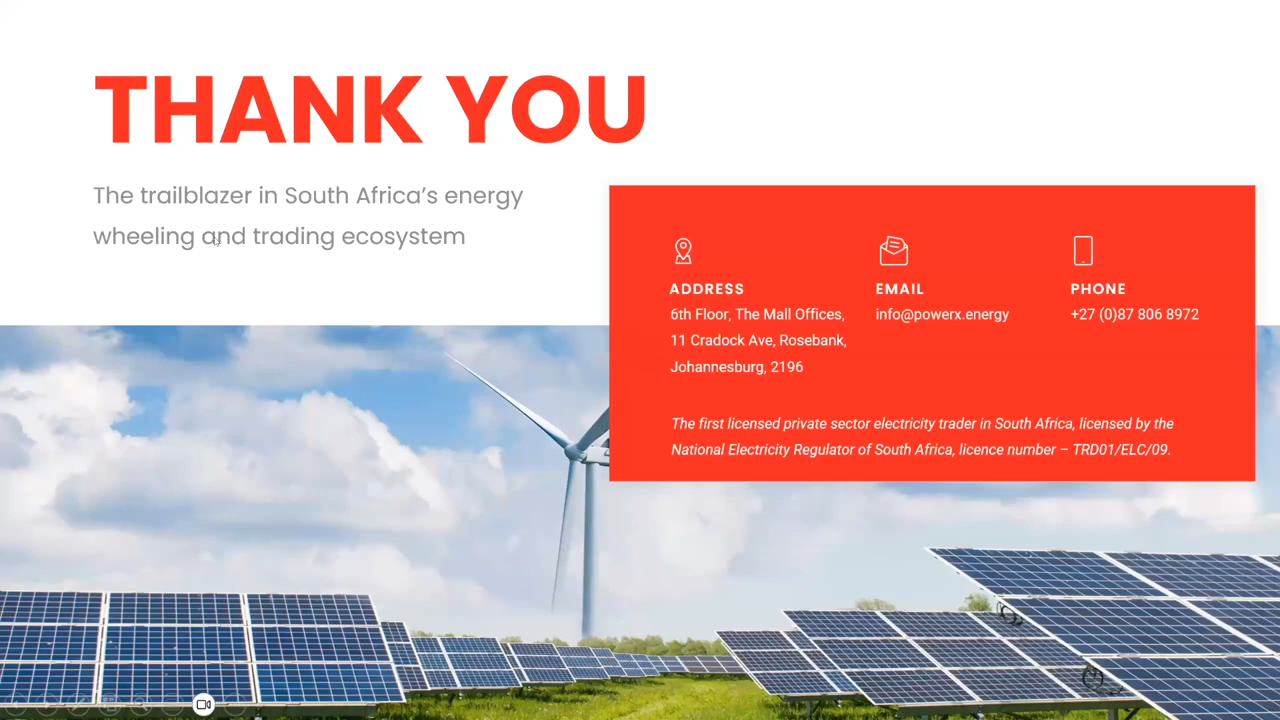 THANK YOU
The trailblazer in South Africa’s energy
wheeling and trading ecosystem
ADDRESS
6th Floor, The Mall Offices,
11 Cradock Ave, Rosebank,
Johannesburg, 2196
EMAIL
info@powerx.energy
PHONE
+27 (0)87 806 8972
The first licensed private sector electricity trader in South Africa, licensed by the
National Electricity Regulator of South Africa, licence number – TRD01/ELC/09.